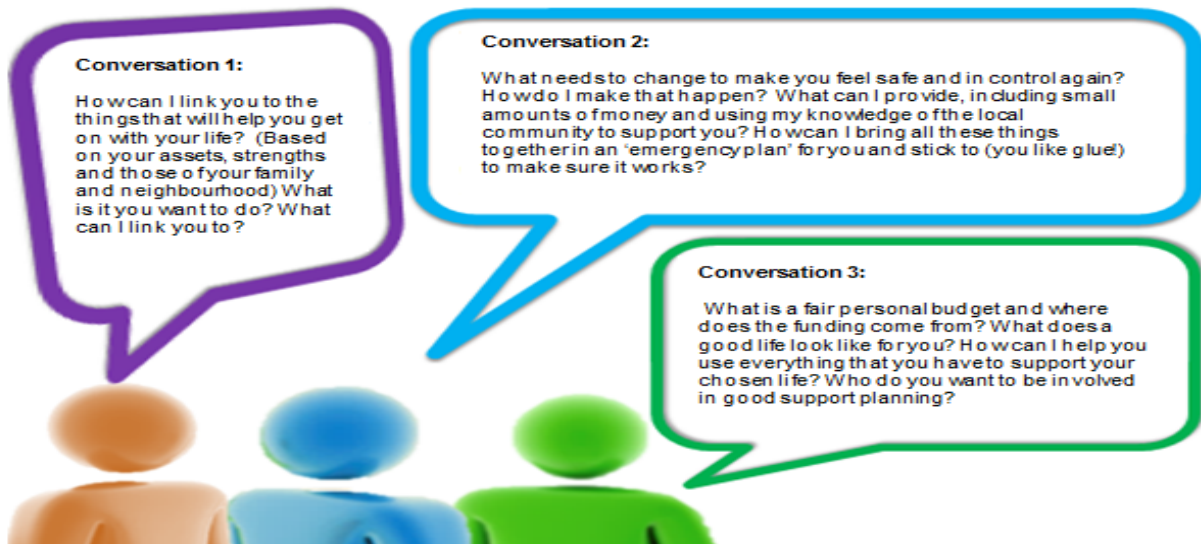 Conversation 1:
How can I link you to the
things that will help you get
on with your life? (Based
on your assets, strengths
and those of your family
and neighbourhood) What
is it you want to do? What
can I link you to?
Conversation 2:
What needs to change to make you feel safe and in control again?
How do I make that happen? What can I provide, including small
amounts of money and using my knowledge of the local
community to support you? How can I bring all these things
together in an ‘emergency plan’ for you and stick to (you like glue!)
to make sure it works?
Conversation 3:
What is a fair personal budget and where
does the funding come from? What does a
good life look like for you? How can I help you
use everything that you have to support your
chosen life? Who do you want to be involved
in good support planning?